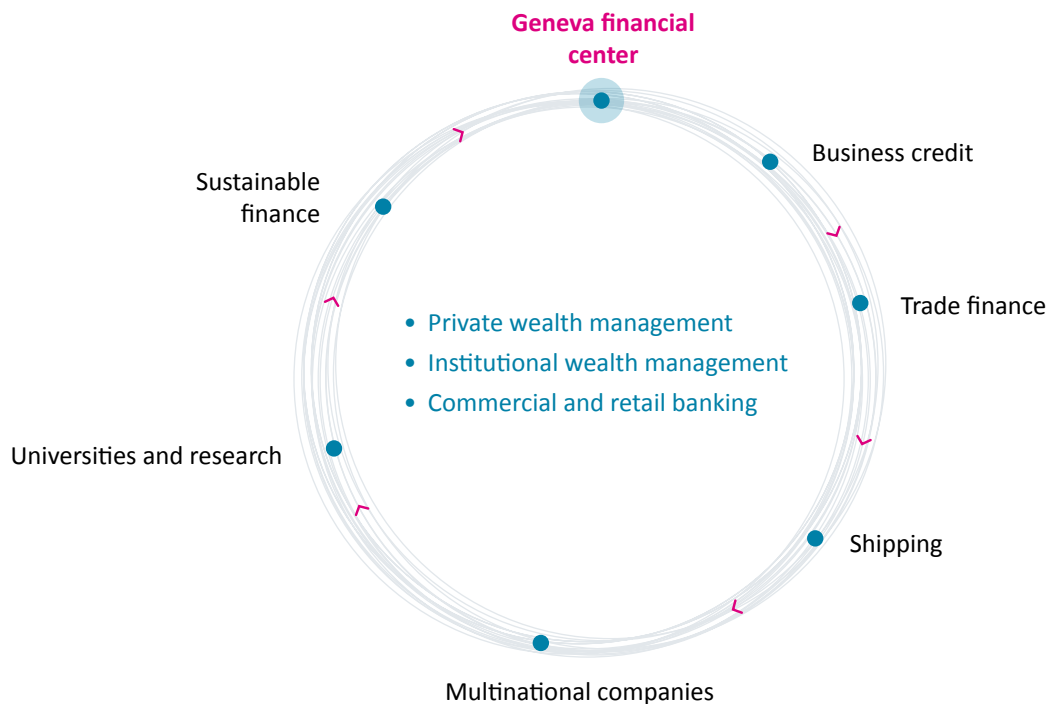 Geneva financial
center
Business credit
Sustainable
finance
Trade finance
• Private wealth management
• Institutional wealth management
• Commercial and retail banking
Universities and research
Shipping
Multinational companies